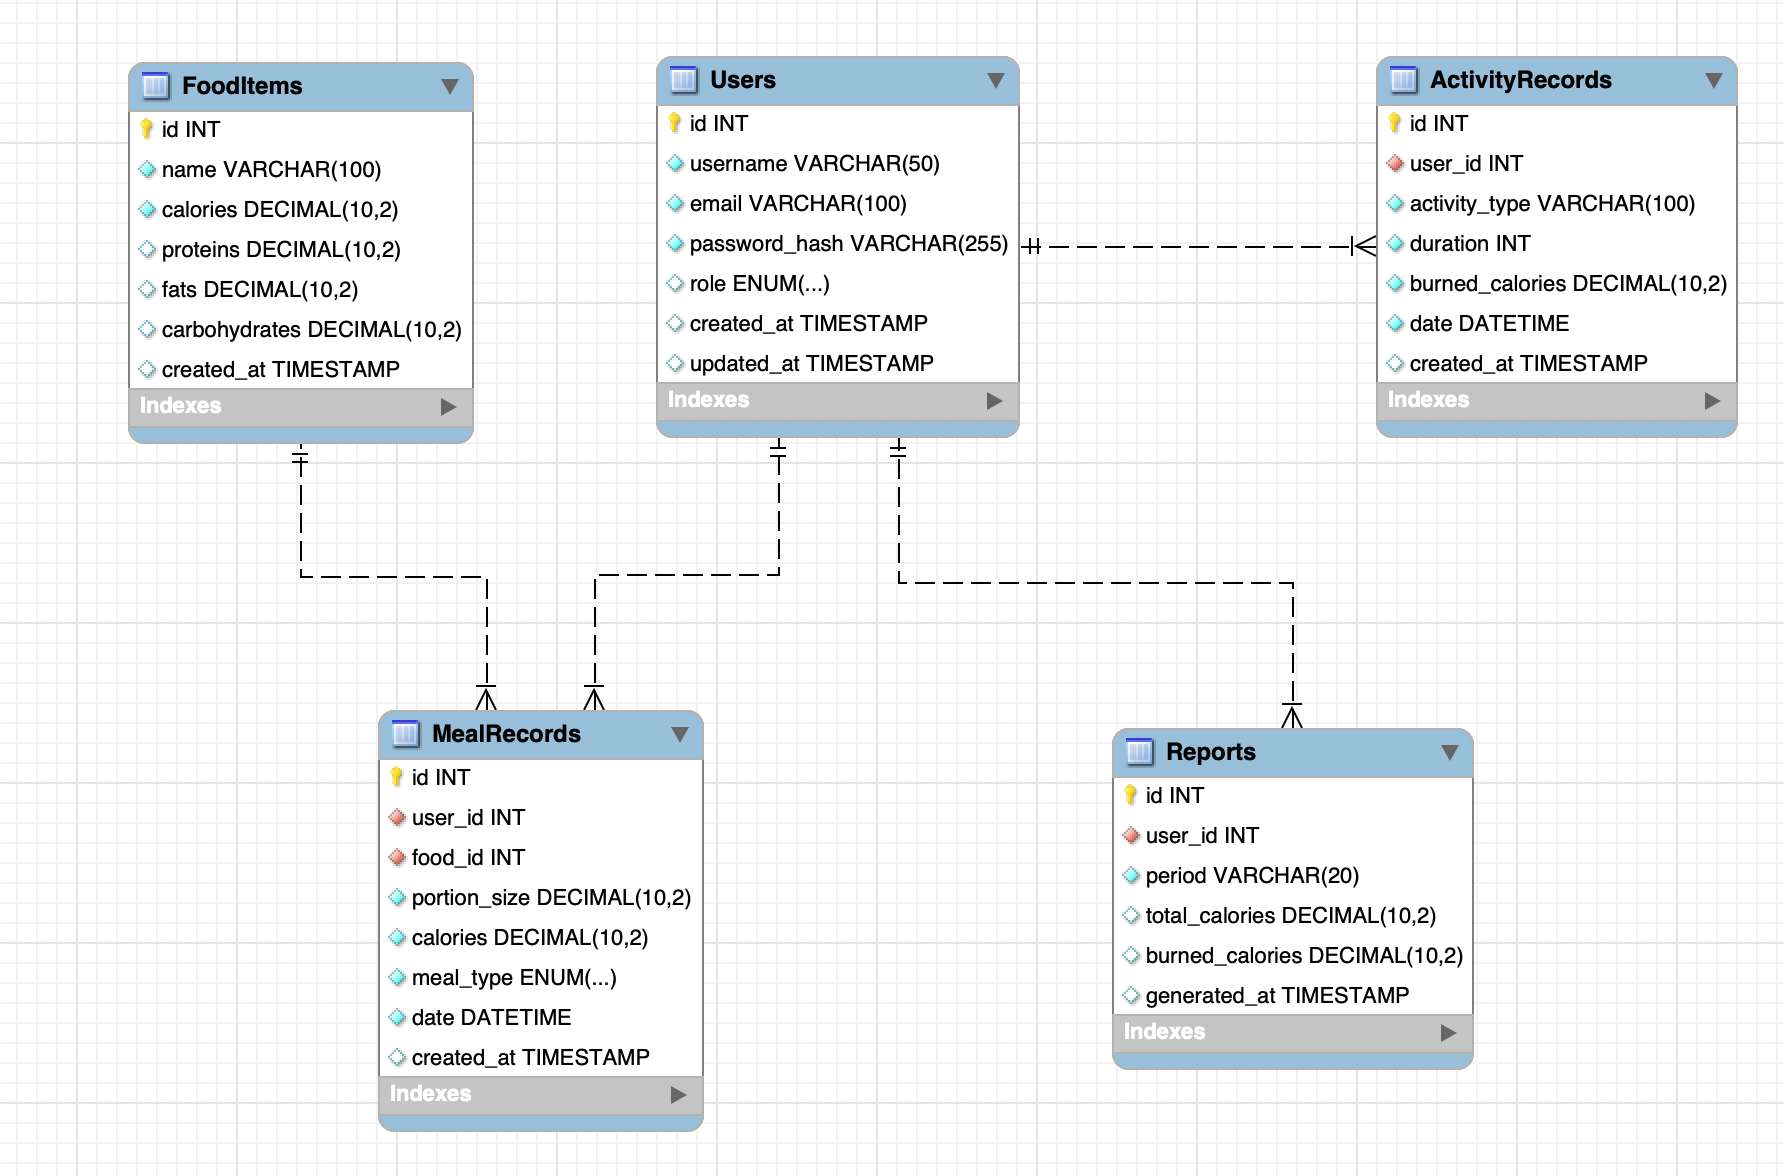 FoodItems
id INT
name VARCHAR(100)
calories DECIMAL(10,2)
proteins DECIMAL(10,2)
fats DECIMAL(10,2)
carbohydrates DECIMAL(10,2)
created_at TIMESTAMP
Indexes
Users
id INT
username VARCHAR(50)
email VARCHAR(100)
password_hash VARCHAR(255)
role ENUM(...)
created_at TIMESTAMP
updated_at TIMESTAMP
Indexes
ActivityRecords
id INT
user_id INT
activity_type VARCHAR(100)
duration INT
burned_calories DECIMAL(10,2)
date DATETIME
created_at TIMESTAMP
Indexes
MealRecords
id INT
user_id INT
food_id INT
portion_size DECIMAL(10,2)
calories DECIMAL(10,2)
meal_type ENUM(...)
date DATETIME
created_at TIMESTAMP
Indexes
Reports
id INT
user_id INT
period VARCHAR(20)
total_calories DECIMAL(10,2)
burned_calories DECIMAL(10,2)
generated_at TIMESTAMP
Indexes